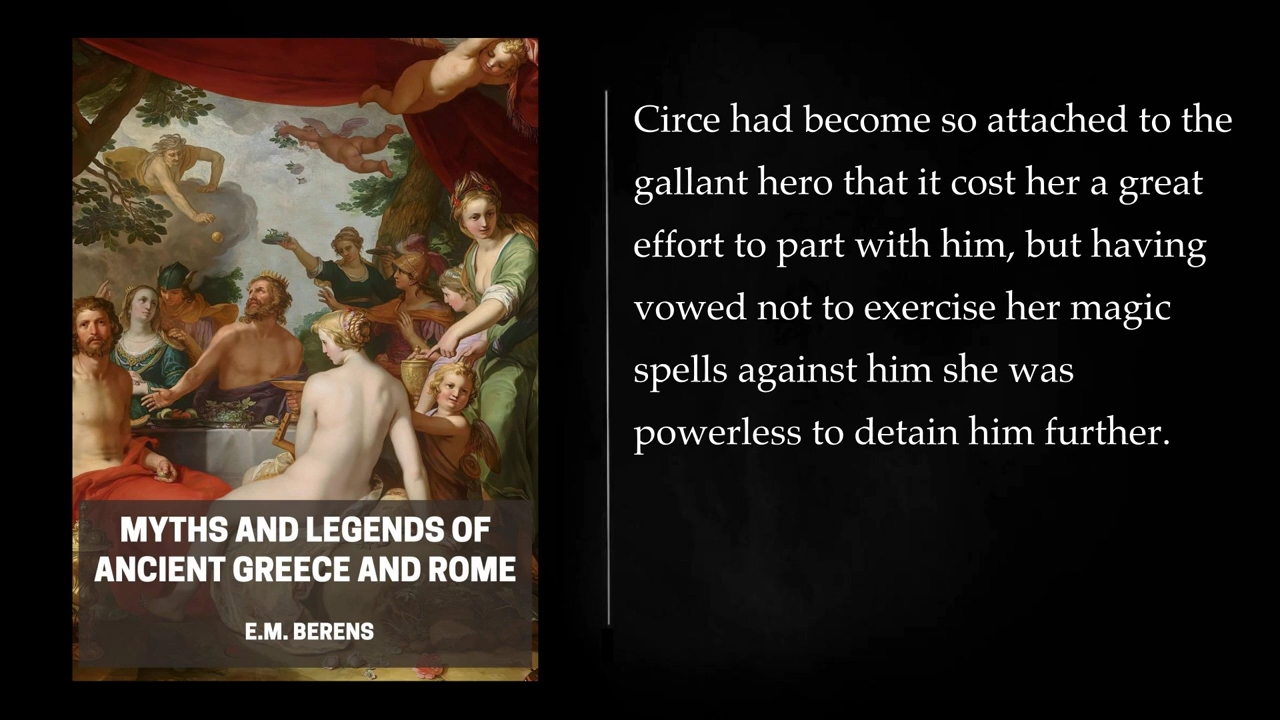 MYTHS AND LEGENDS OF
ANCIENT GREECE AND ROME
E.M. BERENS
Circe had become so attached to the
gallant hero that it cost her a great
effort to part with him, but having
vowed not to exercise her magic
spells against him she was
powerless to detain him further.